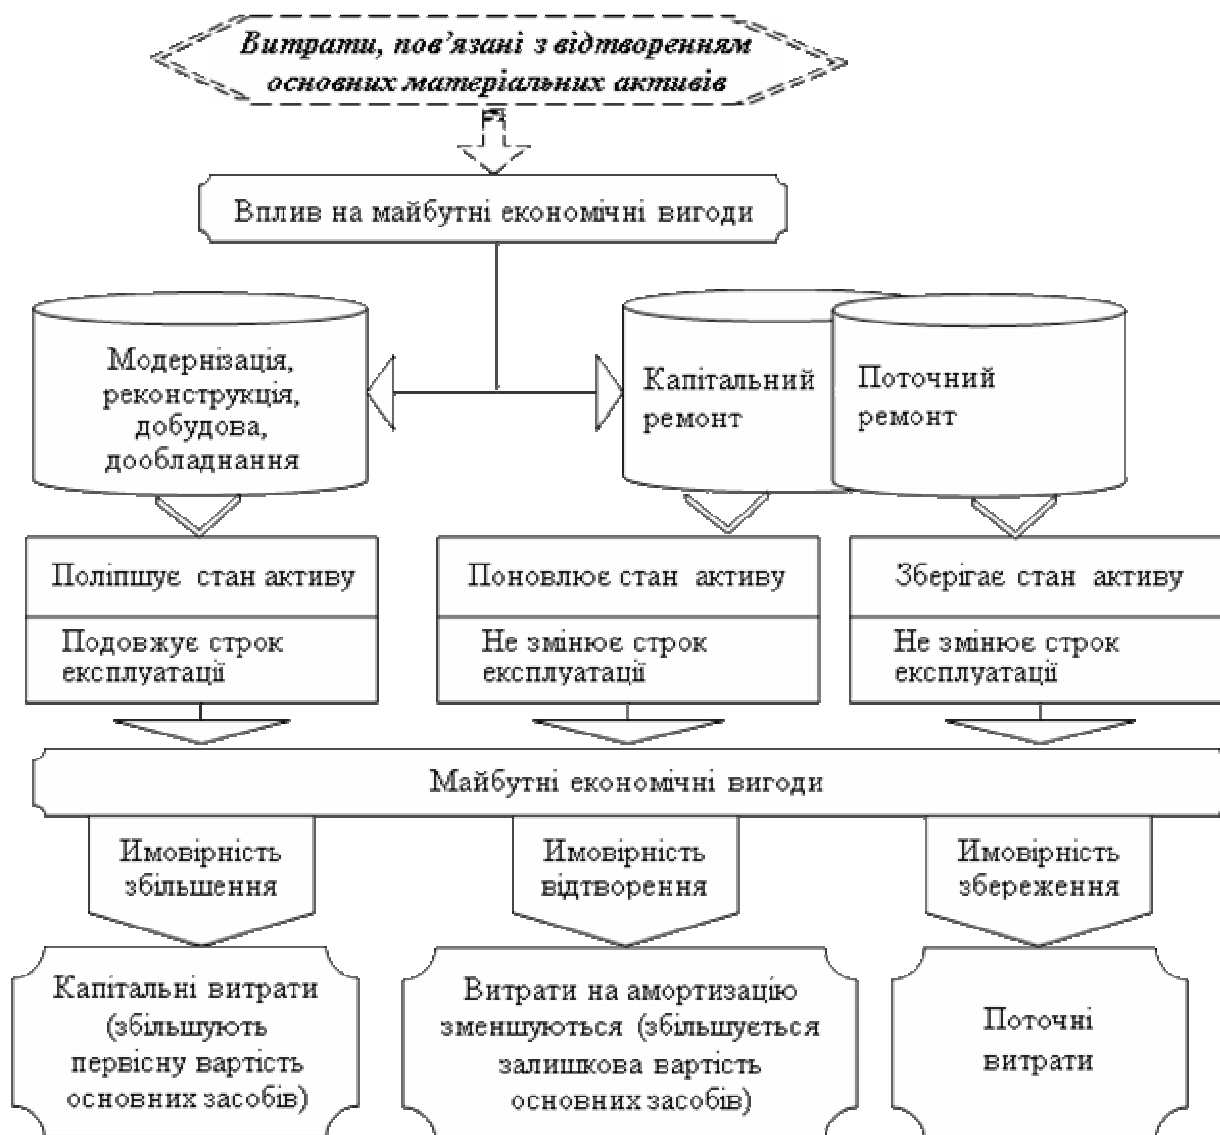 Витрати, пов’язані з відтворенням
основних матеріальних активів
Вплив на майбутні економічні вигоди
Модернізація,
реконструкція,
добудова,
дообладнання
Капітальний
ремонт
Поточний
ремонт
Поліпшує стан активу
Подовжує строк
експлуатації
Поновлює стан активу
Не змінює строк
експлуатації
Зберігає стан активу
Не змінює строк
експлуатації
Майбутні економічні вигоди
Имовірність
збільшення
Имовірність
відтворення
Имовірність
збереження
Капітальні витрати
(збільшують
первісну вартість
основних засобів)
Витрати на амортизацію
зменшуються (збільшується
залишкова вартість
основних засобів)
Поточні
витрати